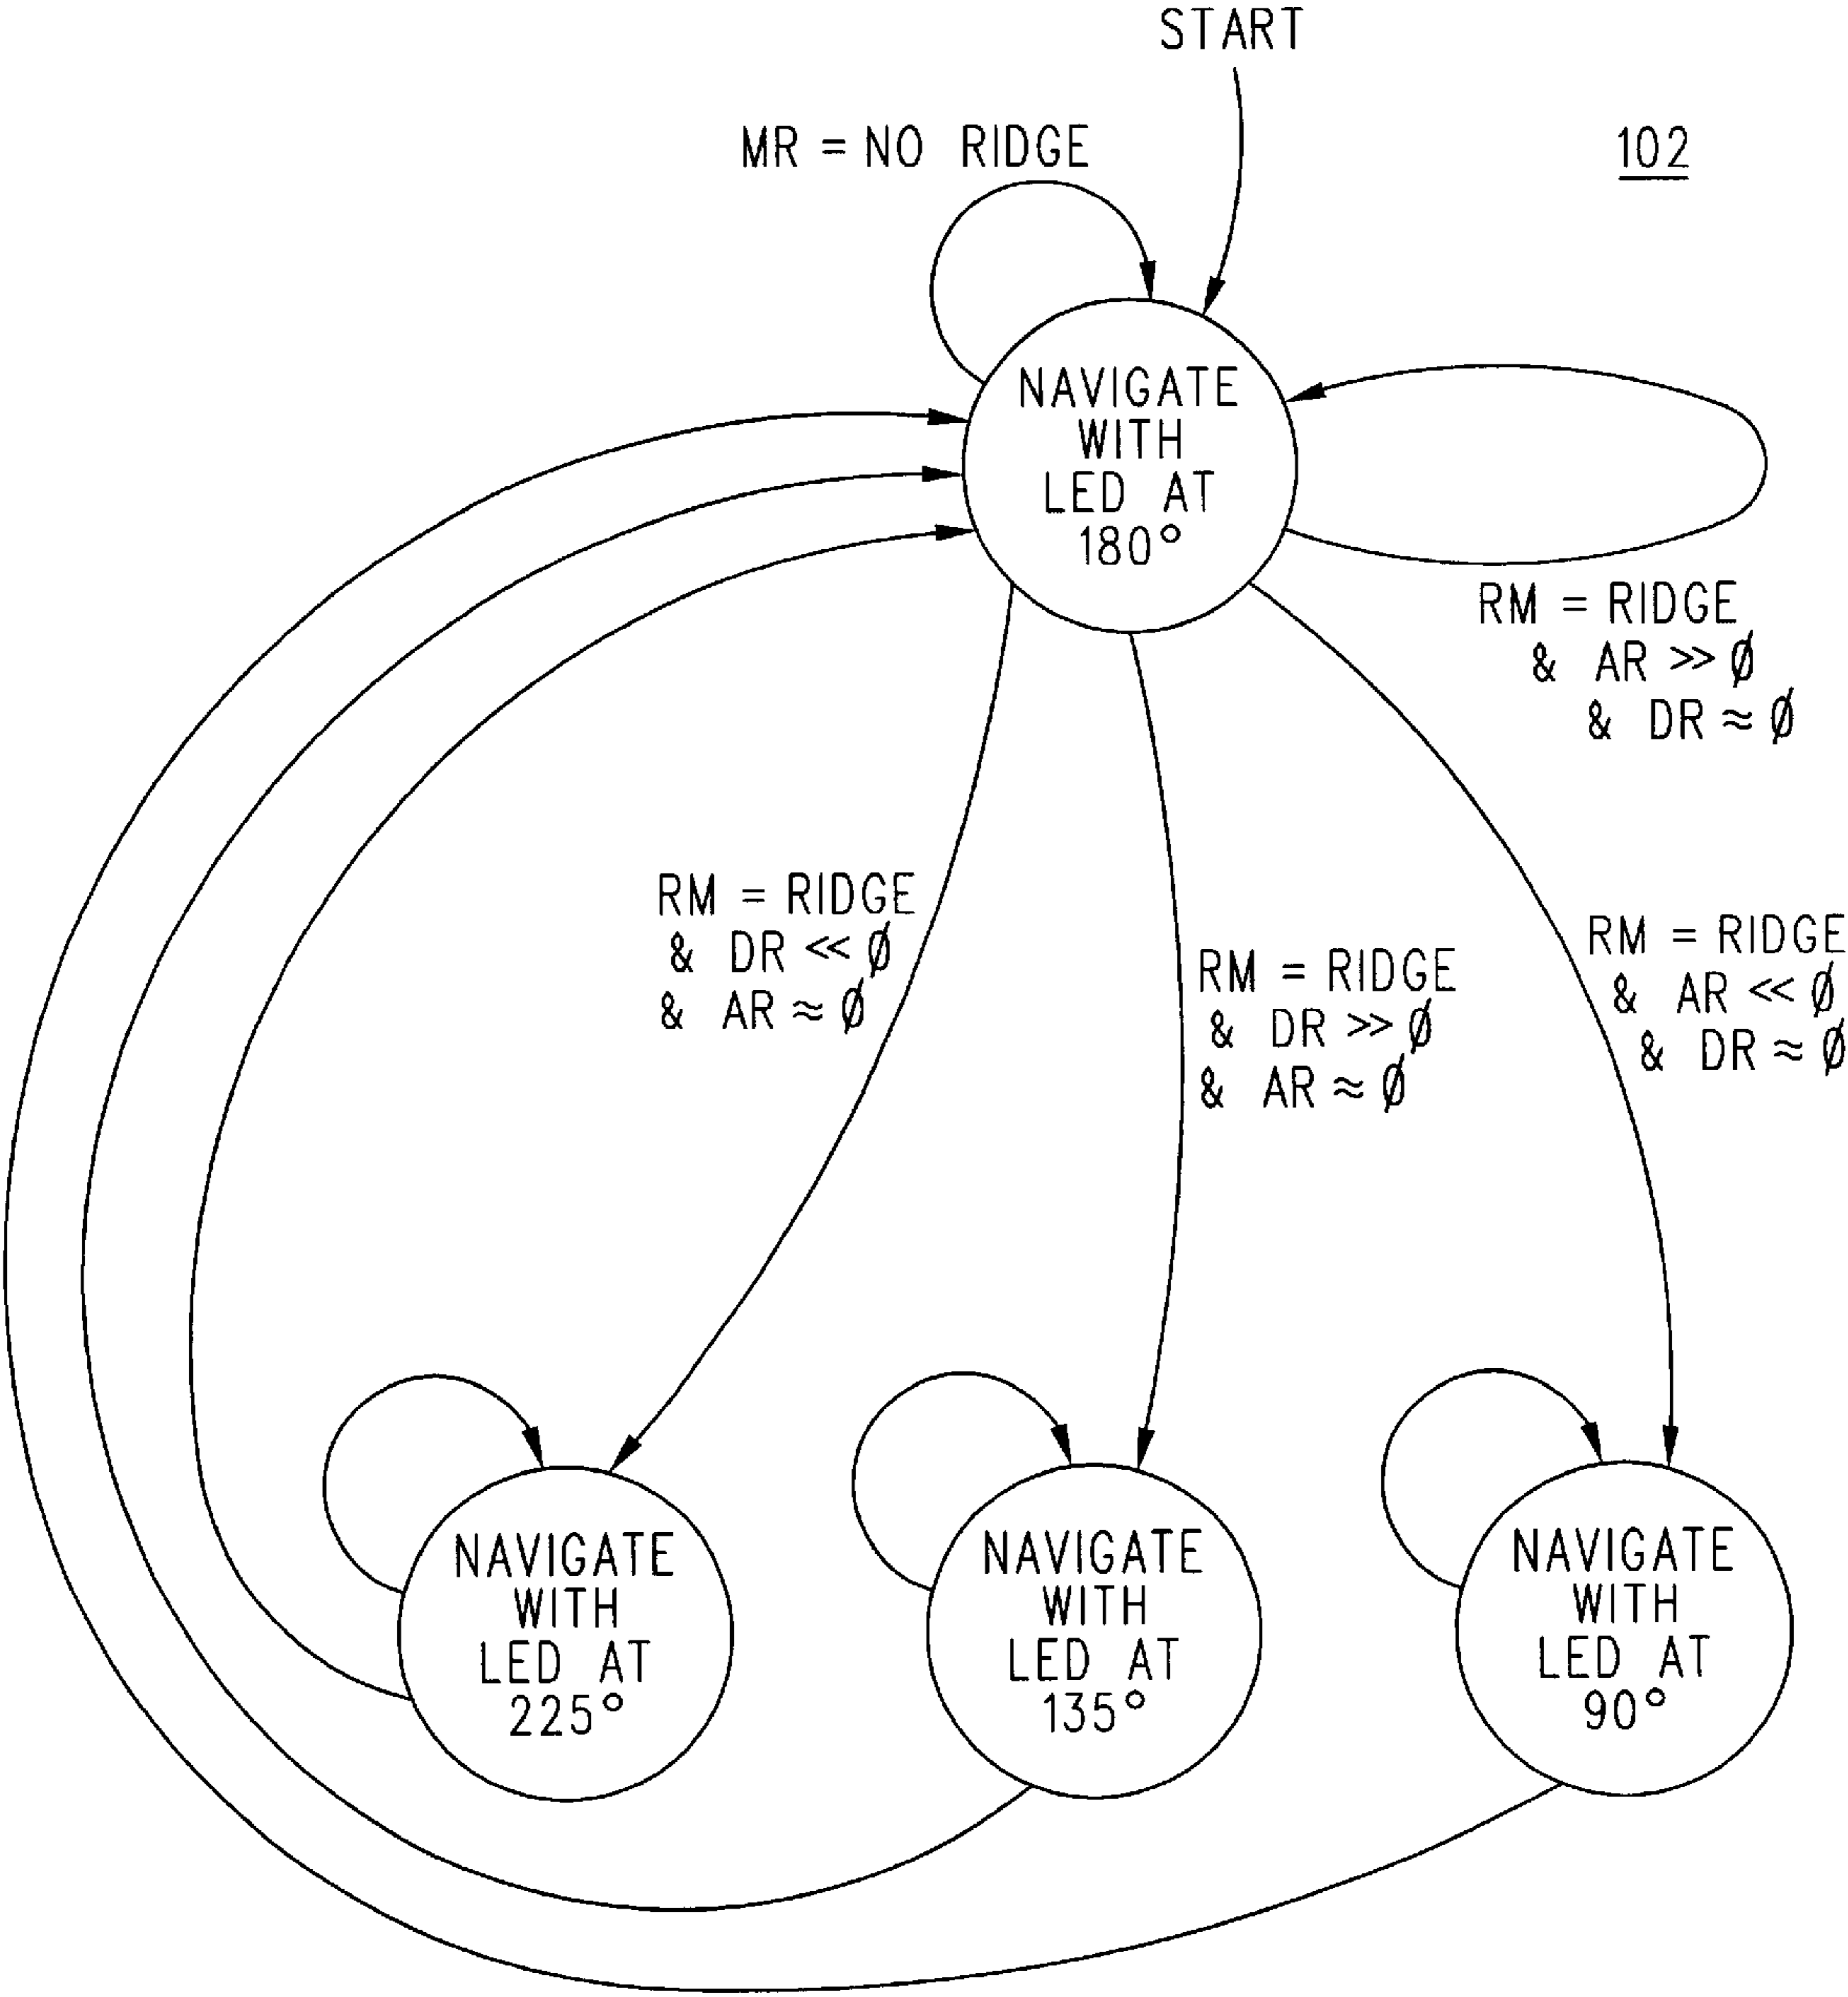 START
MR = NO RIDGE
102
NAVIGATE
WITH
LED AT
180°
RM = RIDGE
& AR >> Ø
& DR ≈ Ø
RM = RIDGE
& DR << Ø
& AR ≈ Ø
RM = RIDGE
& DR >> Ø
& AR ≈ Ø
RM = RIDGE
& AR << Ø
& DR ≈ Ø
NAVIGATE
WITH
LED AT
225°
NAVIGATE
WITH
LED AT
135°
NAVIGATE
WITH
LED AT
90°